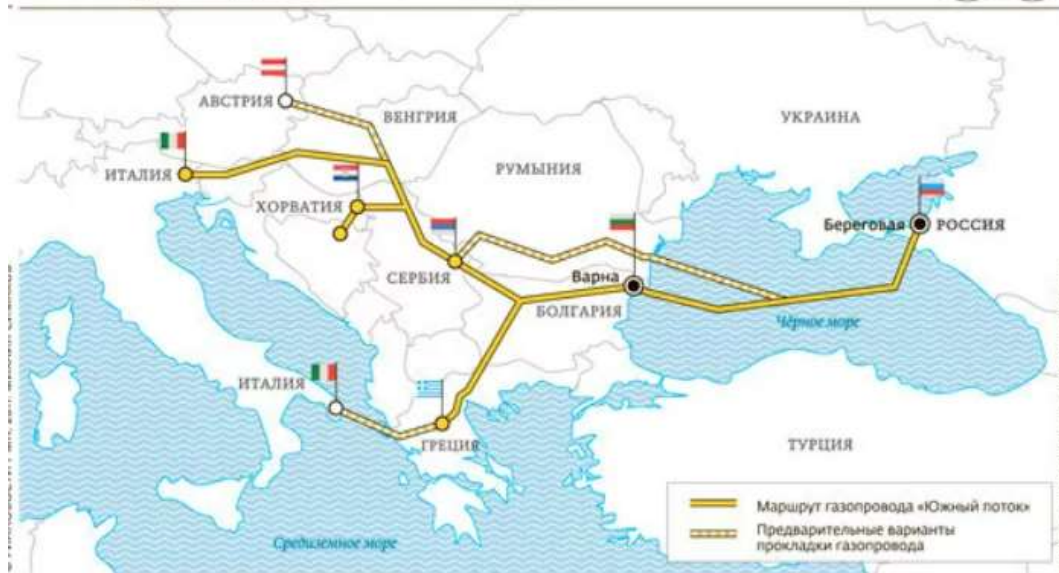 АВСТРИЯ
ВЕНГРИЯ
УКРАИНА
ИТАЛИЯ
РУМЫНИЯ
ХОРВАТИЯ
Береговая
РОССИЯ
СЕРБИЯ
Варна
БОЛГАРИЯ
Чёрное море
ИТАЛИЯ
ГРЕЦИЯ
ТУРЦИЯ
Маршрут газопровода «Южный поток»
Предварительные варианты
прокладки газопровода
Средиземное море